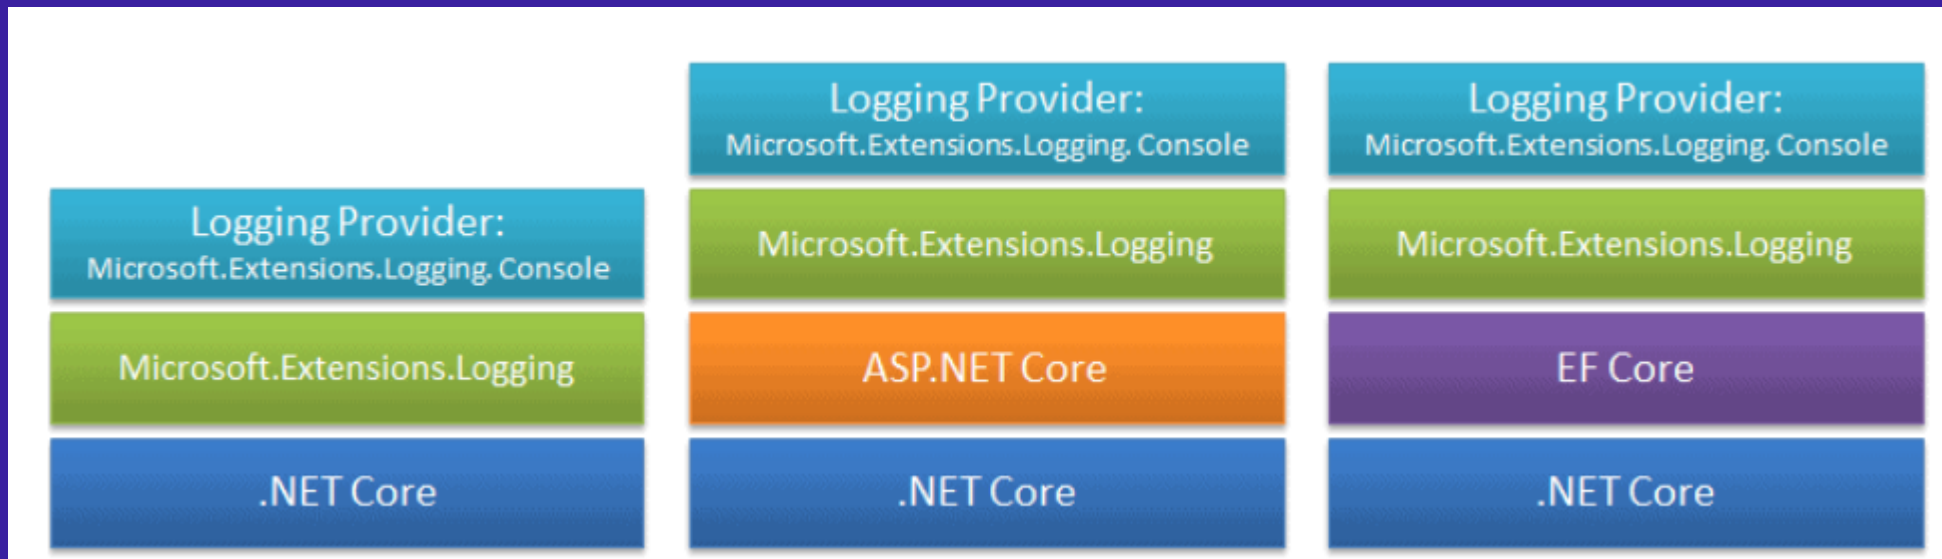 Logging Provider:
Microsoft.Extensions.Logging. Console
Microsoft.Extensions.Logging
.NET Core
Logging Provider:
Microsoft.Extensions.Logging. Console
Microsoft.Extensions.Logging
ASP.NET Core
.NET Core
Logging Provider:
Microsoft.Extensions.Logging. Console
Microsoft.Extensions.Logging
EF Core
.NET Core